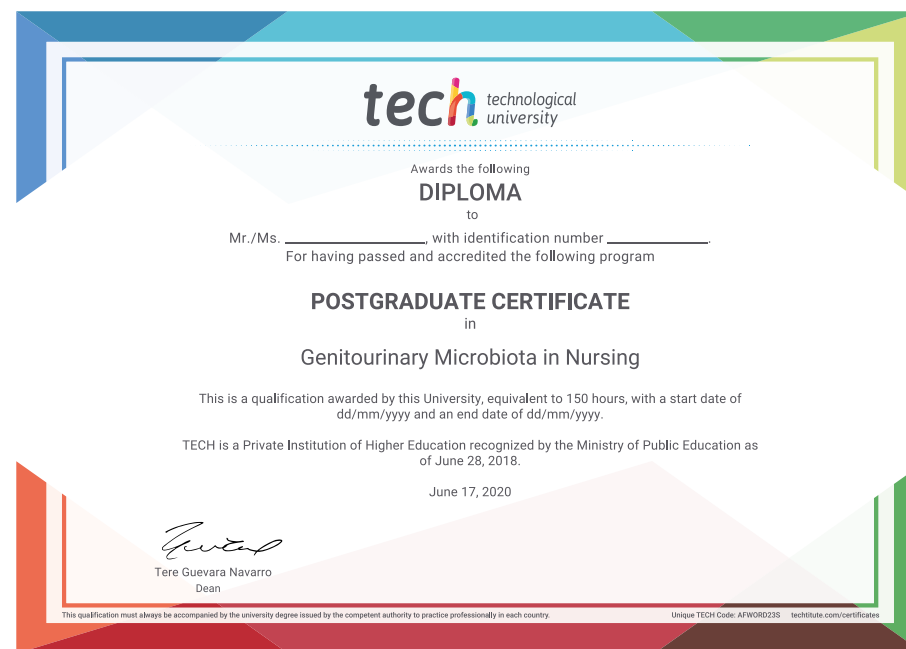 tech technological
university
Awards the following
DIPLOMA
to
Mr./Ms. ____________________, with identification number ______________.
For having passed and accredited the following program
POSTGRADUATE CERTIFICATE
in
Genitourinary Microbiota in Nursing
This is a qualification awarded by this University, equivalent to 150 hours, with a start date of
dd/mm/yyyy and an end date of dd/mm/yyyy.
TECH is a Private Institution of Higher Education recognized by the Ministry of Public Education as
of June 28, 2018.
June 17, 2020
Tere Guevara Navarro
Dean
This qualification must always be accompanied by the university degree issued by the competent authority to practice professionally in each country. Unique TECH Code: AFWORD23S techtitute.com/certificates